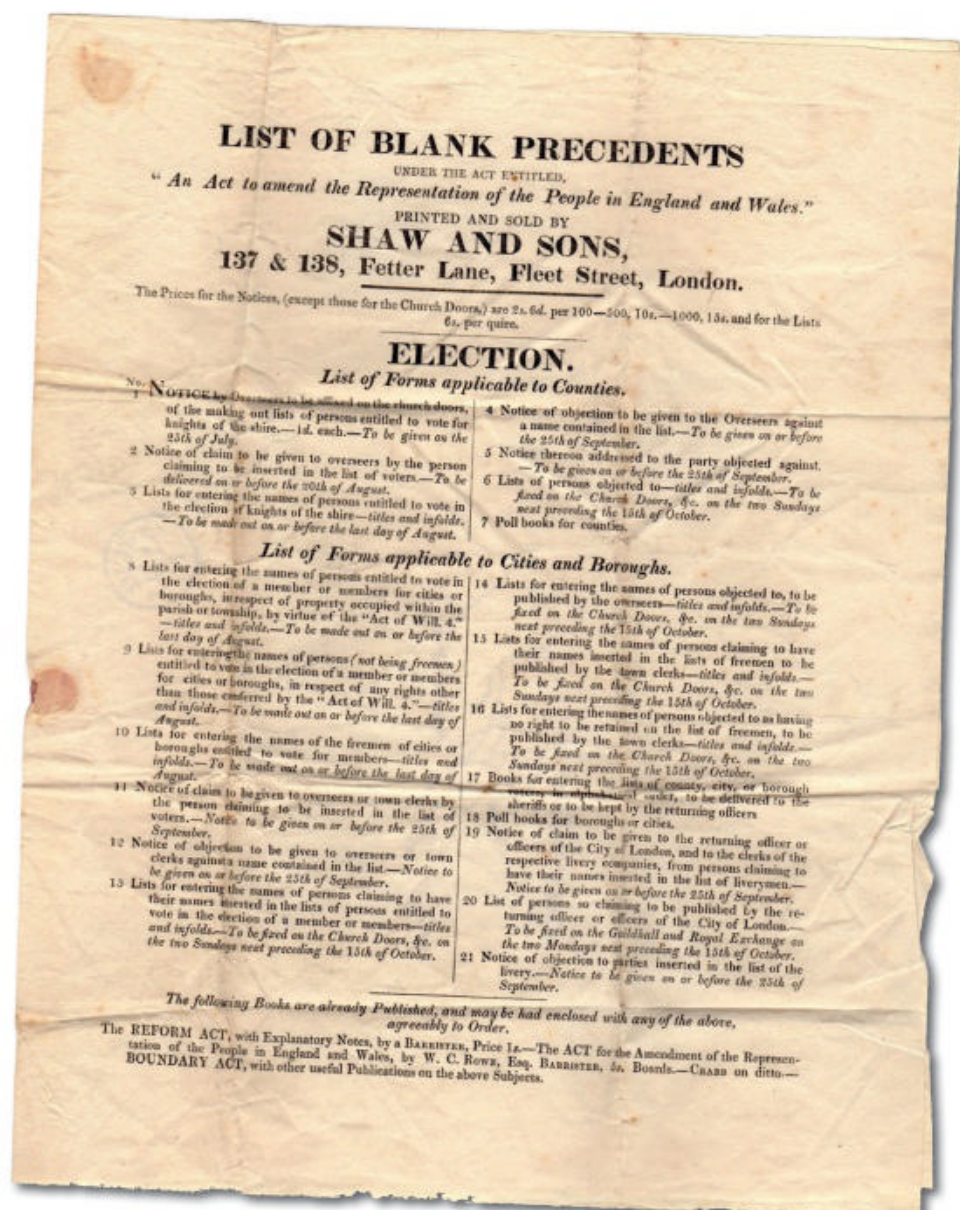 LIST OF BLANK PRECEDENTS
UNDER THE ACT ENTITLED,
"An Act to amend the Representation of the People in England and Wales."
PRINTED AND SOLD BY
SHAW AND SONS,
137 & 138, Fetter Lane, Fleet Street, London.
The Prices for the Notices, (except those for the Church Doors,) are 2s. 6d. per 100—500, 10s.—1000, 15s. and for the Lists
6s. per quire.
ELECTION.
List of Forms applicable to Counties.
No.
1 NOTICE by Overseers to be affixed on the church doors,
of the making out lists of persons entitled to vote for
knights of the shire.—1d. each.—To be given on the
25th of July.
2 Notice of claim to be given to overseers by the person
claiming to be inserted in the list of voters.—To be
delivered on or before the 20th of August.
3 Lists for entering the names of persons entitled to vote in
the election of knights of the shire—titles and infolds.
—To be made out on or before the last day of August.
4 Notice of objection to be given to the Overseers against
a name contained in the list.—To be given on or before
the 25th of September.
5 Notice thereon addressed to the party objected against.
—To be given on or before the 25th of September.
6 Lists of persons objected to—titles and infolds.—To be
fixed on the Church Doors, &c. on the two Sundays
next preceding the 15th of October.
7 Poll books for counties.
List of Forms applicable to Cities and Boroughs.
8 Lists for entering the names of persons entitled to vote in
the election of a member or members for cities or
boroughs, in respect of property occupied within the
parish or township, by virtue of the "Act of Will. 4."
—titles and infolds.—To be made out on or before the
last day of August.
9 Lists for entering the names of persons (not being freemen)
entitled to vote in the election of a member or members
for cities or boroughs, in respect of any rights other
than those conferred by the "Act of Will. 4."—titles
and infolds.—To be made out on or before the last day of
August.
10 Lists for entering the names of the freemen of cities or
boroughs entitled to vote for members—titles and
infolds.—To be made out on or before the last day of
August.
11 Notice of claim to be given to overseers or town clerks by
the person claiming to be inserted in the list of
voters.—Notice to be given on or before the 25th of
September.
12 Notice of objection to be given to overseers or town
clerks against a name contained in the list.—Notice to
be given on or before the 25th of September.
13 Lists for entering the names of persons claiming to have
their names inserted in the lists of persons entitled to
vote in the election of a member or members—titles
and infolds.—To be fixed on the Church Doors, &c. on
the two Sundays next preceding the 15th of October.
14 Lists for entering the names of persons objected to, to be
published by the overseers—titles and infolds.—To be
fixed on the Church Doors, &c. on the two Sundays
next preceding the 15th of October.
15 Lists for entering the names of persons claiming to have
their names inserted in the lists of freemen to be
published by the town clerks—titles and infolds.—
To be fixed on the Church Doors, &c. on the two
Sundays next preceding the 15th of October.
16 Lists for entering the names of persons objected to as having
no right to be retained on the list of freemen, to be
published by the town clerks—titles and infolds.—
To be fixed on the Church Doors, &c. on the two
Sundays next preceding the 15th of October.
17 Books for entering the lists of county, city, or borough
voters, in alphabetical order, to be delivered to the
sheriffs or to be kept by the returning officers
18 Poll books for boroughs or cities.
19 Notice of claim to be given to the returning officer or
officers of the City of London, and to the clerks of the
respective livery companies, from persons claiming to
have their names inserted in the list of liverymen.—
Notice to be given on or before the 25th of September.
20 List of persons so claiming to be published by the re-
turning officer or officers of the City of London.—
To be fixed on the Guildhall and Royal Exchange on
the two Mondays next preceding the 15th of October.
21 Notice of objection to parties inserted in the list of the
livery.—Notice to be given on or before the 25th of
September.
The following Books are already Published, and may be had enclosed with any of the above,
agreeably to Order.
The REFORM ACT, with Explanatory Notes, by a BARRISTER, Price 1s.—The ACT for the Amendment of the Represen-
tation of the People in England and Wales, by W. C. ROWE, Esq. BARRISTER, 5s. Boards.—CRABB on ditto.—
BOUNDARY ACT, with other useful Publications on the above Subjects.